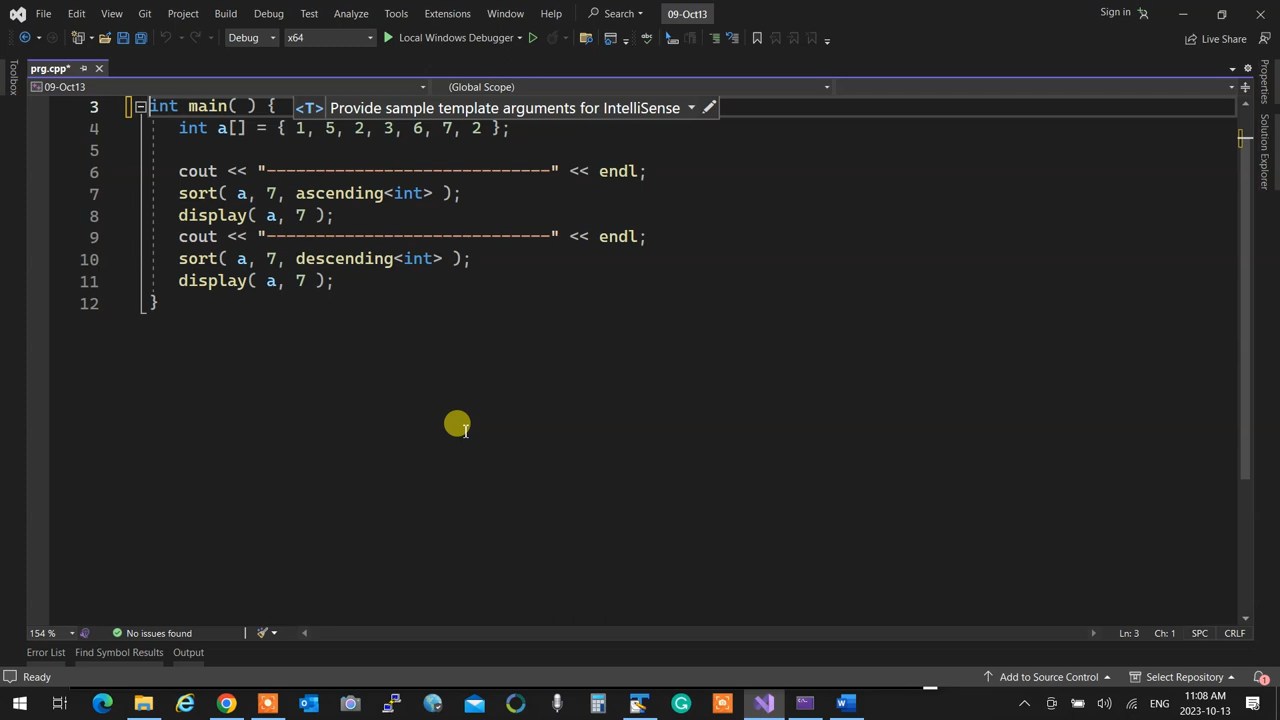 File Edit View Git Project Build Debug Test Analyze Tools Extensions Window Help Search 09-Oct13 Sign in
Debug x64 Local Windows Debugger Live Share
Toolbox
prg.cpp*
09-Oct13 (Global Scope)
3 int main( ) { <T> Provide sample template arguments for IntelliSense
4 int a[] = { 1, 5, 2, 3, 6, 7, 2 };
5
6 cout << "-----------------------------" << endl;
7 sort( a, 7, ascending<int> );
8 display( a, 7 );
9 cout << "-----------------------------" << endl;
10 sort( a, 7, descending<int> );
11 display( a, 7 );
12 }
Properties
Solution Explorer
154 % No issues found Ln: 3 Ch: 1 SPC CRLF
Error List Find Symbol Results Output
Ready Add to Source Control Select Repository 1
11:08 AM
ENG
2023-10-13